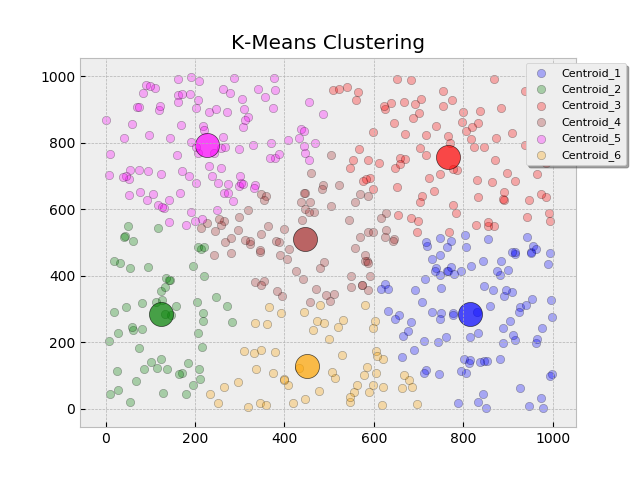 K-Means Clustering
1000
800
600
400
200
0
0 200 400 600 800 1000
Centroid_1
Centroid_2
Centroid_3
Centroid_4
Centroid_5
Centroid_6